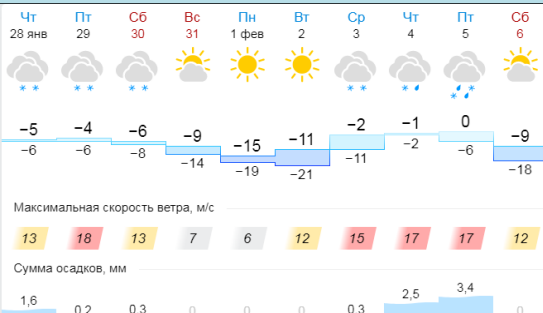 Чт Пт Сб Вс Пн Вт Ср Чт Пт Сб
28 янв 29 30 31 1 фев 2 3 4 5 6
−5 −4 −6 −9 −15 −11 −2 −1 0 −9
−6 −6 −8 −14 −19 −21 −11 −2 −6 −18
Максимальная скорость ветра, м/с
13 18 13 7 6 12 15 17 17 12
Сумма осадков, мм
1,6 0,2 0,3 0 0 0 0,3 2,5 3,4 0